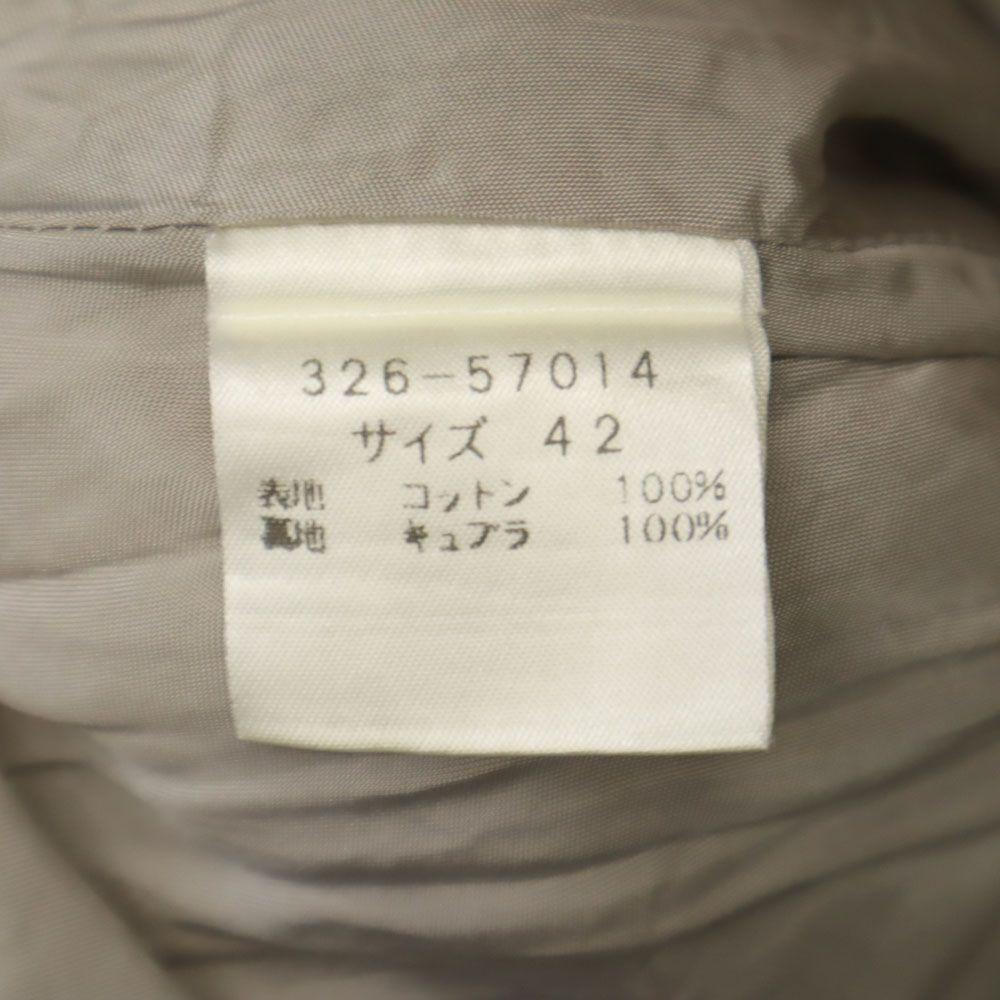 326-57014
サイズ 42
表地 コットン 100%
裏地 キュプラ 100%